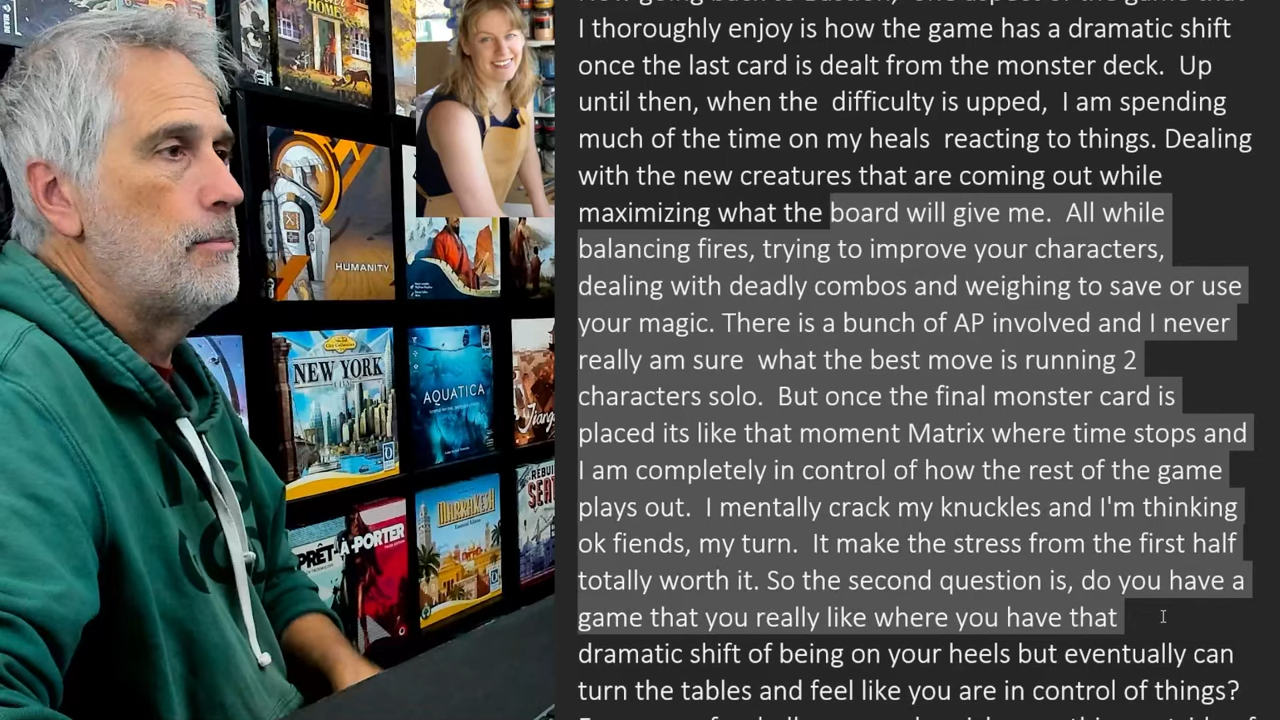 I thoroughly enjoy is how the game has a dramatic shift
once the last card is dealt from the monster deck.  Up
until then, when the  difficulty is upped,  I am spending
much of the time on my heals  reacting to things. Dealing
with the new creatures that are coming out while
maximizing what the board will give me.  All while
balancing fires, trying to improve your characters,
dealing with deadly combos and weighing to save or use
your magic. There is a bunch of AP involved and I never
really am sure  what the best move is running 2
characters solo.  But once the final monster card is
placed its like that moment Matrix where time stops and
I am completely in control of how the rest of the game
plays out.  I mentally crack my knuckles and I'm thinking
ok fiends, my turn.  It make the stress from the first half
totally worth it. So the second question is, do you have a
game that you really like where you have that
dramatic shift of being on your heels but eventually can
turn the tables and feel like you are in control of things?
HOME
HUMANITY
NEW YORK
CITY
AQUATICA
MARRAKESH
PRÊT-À-PORTER